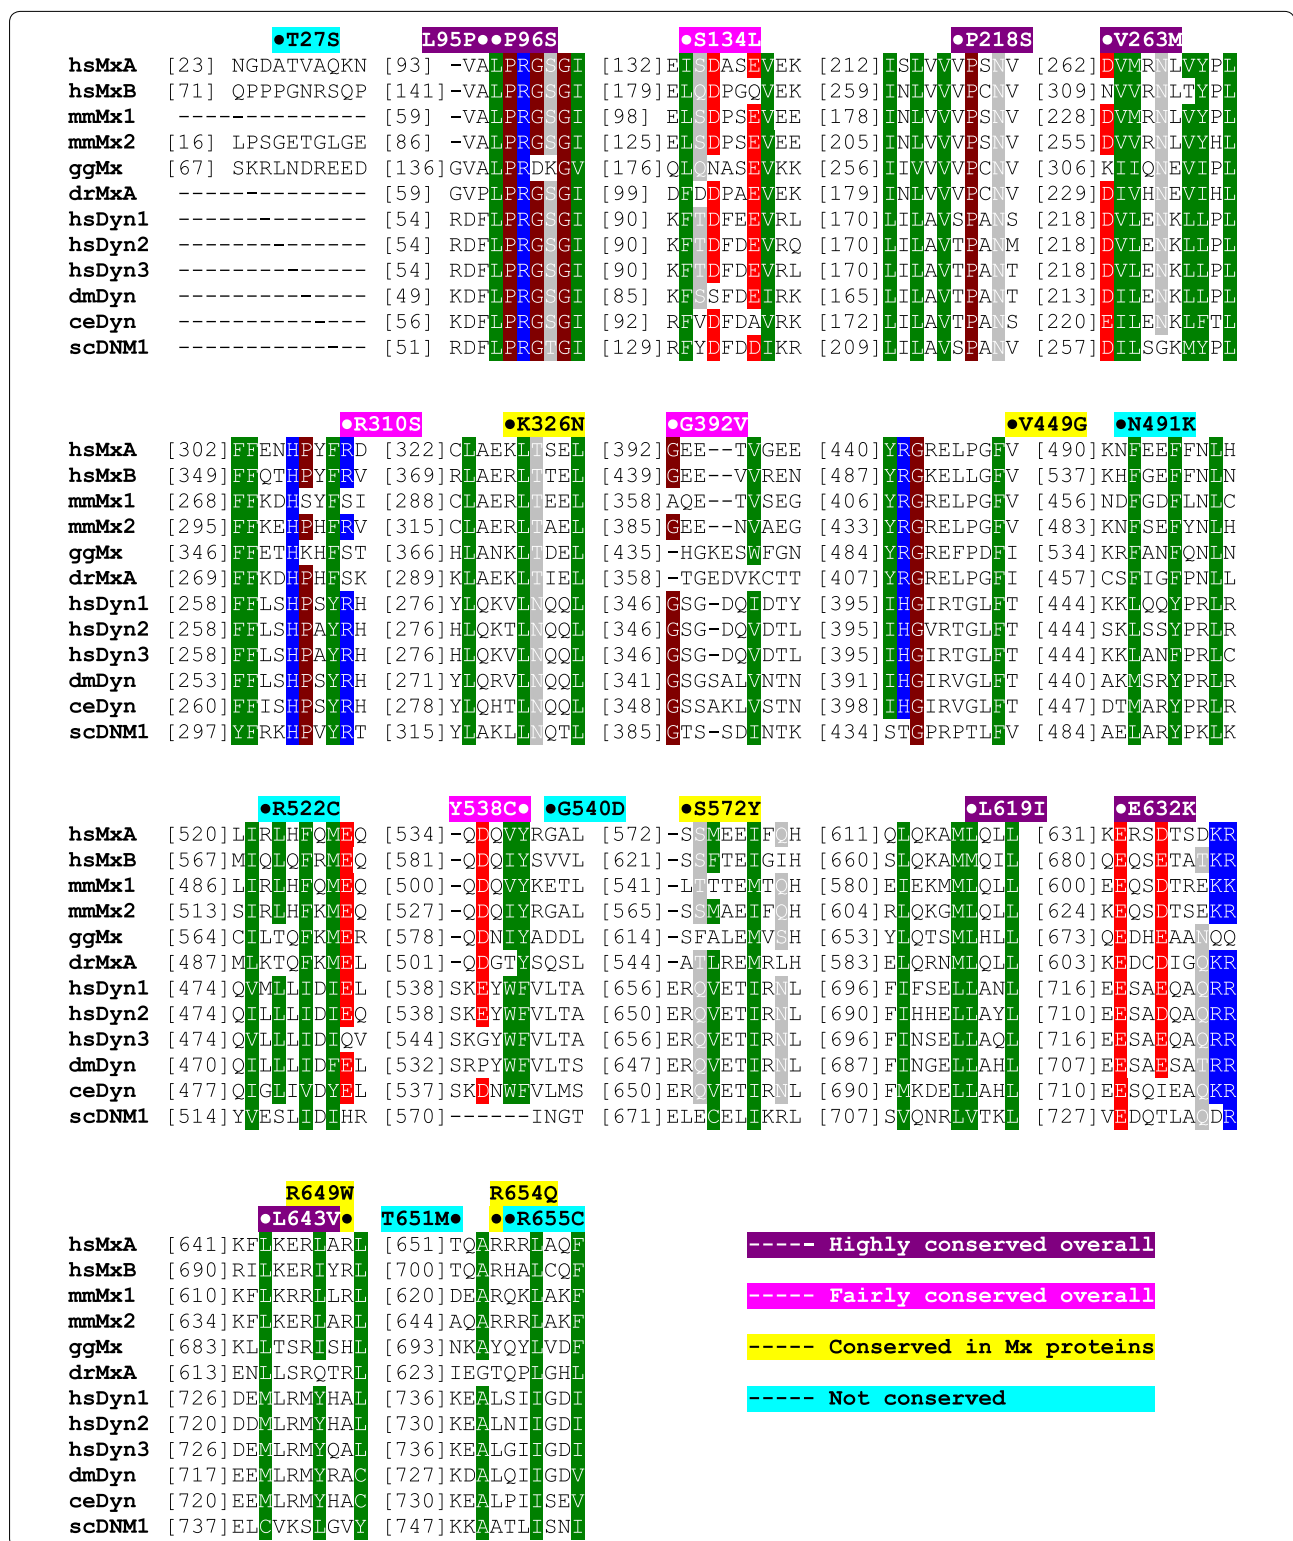 ●T27S L95P●●P96S ●S134L ●P218S ●V263M
hsMxA [23] NGDATVAQKN [93] -VALPRGSGI [132]EISDASEVEK [212]ISLVVVPSNV [262]DVMRNLVYPL
hsMxB [71] QPPPGNRSQP [141]-VALPRGSGI [179]ELQDPGQVEK [259]INLVVVPCNV [309]NVVRNLTYPL
mmMx1 -------------- [59] -VALPRGSGI [98] ELSDPSEVEE [178]INLVVVPSNV [228]DVMRNLVYPL
mmMx2 [16] LPSGETGLGE [86] -VALPRGSGI [125]ELSDPSEVEE [205]INLVVVPSNV [255]DVVRNLVYHL
ggMx [67] SKRLNDREED [136]GVALPRDKGV [176]QLQNASEVKK [256]IIVVVVPCNV [306]KIIQNEVIPL
drMxA -------------- [59] GVPLPRGSGI [99] DFDDPAEVEK [179]INLVVVPCNV [229]DIVHNEVIHL
hsDyn1 -------------- [54] RDFLPRGSGI [90] KFTDFEEVRL [170]LILAVSPANS [218]DVLENKLLPL
hsDyn2 -------------- [54] RDFLPRGSGI [90] KFTDFDEVRQ [170]LILAVTPANM [218]DVLENKLLPL
hsDyn3 -------------- [54] RDFLPRGSGI [90] KFTDFDEVRL [170]LILAVTPANT [218]DVLENKLLPL
dmDyn -------------- [49] KDFLPRGSGI [85] KFSSFDEIRK [165]LILAVTPANT [213]DILENKLLPL
ceDyn -------------- [56] KDFLPRGSGI [92] RFVDFDAVRK [172]LILAVTPANS [220]EILENKLFTL
scDNM1 -------------- [51] RDFLPRGTGI [129]RFYDFDDIKR [209]LILAVSPANV [257]DILSGKMYPL
●R310S ●K326N ●G392V ●V449G ●N491K
hsMxA [302]FFENHPYFRD [322]CLAEKLTSEL [392]GEE--TVGEE [440]YRGRELPGFV [490]KNFEEFFNLH
hsMxB [349]FFQTHPYFRV [369]RLAERLTTEL [439]GEE--VVREN [487]YRGKELLGFV [537]KHFGEFFNLN
mmMx1 [268]FFKDHSYFSI [288]CLAERLTEEL [358]AQE--TVSEG [406]YRGRELPGFV [456]NDFGDFLNLC
mmMx2 [295]FFKEHPHFRV [315]CLAERLTAEL [385]GEE--NVAEG [433]YRGRELPGFV [483]KNFSEFYNLH
ggMx [346]FFETHKHFST [366]HLANKLTDEL [435]-HGKESWFGN [484]YRGREFPDFI [534]KRFANFQNLN
drMxA [269]FFKDHPHFSK [289]KLAEKLTIEL [358]-TGEDVKCTT [407]YRGRELPGFI [457]CSFIGFPNLL
hsDyn1 [258]FFLSHPSYRH [276]YLQKVLNQQL [346]GSG-DQIDTY [395]IHGIRTGLFT [444]KKLQQYPRLR
hsDyn2 [258]FFLSHPAYRH [276]HLQKTLNQQL [346]GSG-DQVDTL [395]IHGVRTGLFT [444]SKLSSYPRLR
hsDyn3 [258]FFLSHPAYRH [276]HLQKVLNQQL [346]GSG-DQVDTL [395]IHGIRTGLFT [444]KKLANFPRLC
dmDyn [253]FFLSHPSYRH [271]YLQRVLNQQL [341]GSGSALVNTN [391]IHGIRVGLFT [440]AKMSRYPRLR
ceDyn [260]FFISHPSYRH [278]YLQHTLNQQL [348]GSSAKLVSTN [398]IHGIRVGLFT [447]DTMARYPRLR
scDNM1 [297]YFRKHPVYRT [315]YLAKLLNQTL [385]GTS-SDINTK [434]STGPRPTLFV [484]AELARYPKLK
●R522C Y538C● ●G540D ●S572Y ●L619I ●E632K
hsMxA [520]LIRLHFQMEQ [534]-QDQVYRGAL [572]-SSMEEIFQH [611]QLQKAMLQLL [631]KERSDTSDKR
hsMxB [567]MIQLQFRMEQ [581]-QDQIYSVVL [621]-SSFTEIGIH [660]SLQKAMMQIL [680]QEQSETATKR
mmMx1 [486]LIRLHFQMEQ [500]-QDQVYKETL [541]-LTTTEMTQH [580]EIEKMMLQLL [600]EEQSDTREKK
mmMx2 [513]SIRLHFKMEQ [527]-QDQIYRGAL [565]-SSMAEIFQH [604]RLQKGMLQLL [624]KEQSDTSEKR
ggMx [564]CILTQFKMER [578]-QDNIYADDL [614]-SFALEMVSH [653]YLQTSMLHLL [673]QEDHEAANQQ
drMxA [487]MLKTQFKMEL [501]-QDGTYSQSL [544]-ATLREMRLH [583]ELQRNMLQLL [603]KEDCDIGQKR
hsDyn1 [474]QVMLLIDIEL [538]SKEYWFVLTA [656]ERQVETIRNL [696]FIFSELLANL [716]EESAEQAQRR
hsDyn2 [474]QILLLIDIEQ [538]SKEYWFVLTA [650]ERQVETIRNL [690]FIHHELLAYL [710]EESADQAQRR
hsDyn3 [474]QVLLLIDIQV [544]SKGYWFVLTA [656]ERQVETIRNL [696]FINSELLAQL [716]EESAEQAQRR
dmDyn [470]QILLLIDFEL [532]SRPYWFVLTS [650]ERQVETIRNL [687]FINGELLAHL [707]EESAESATRR
ceDyn [477]QIGLIVDYEL [537]SKDNWFVLMS [650]ERQVETIRNL [690]FMKDELLAHL [710]EESQIEAQKR
scDNM1 [514]YVESLIDIHR [570]------INGT [671]ELECELIKRL [707]SVQNRLVTKL [727]VEDQTLAQDR
R649W R654Q
●L643V● T651M● ●●R655C
hsMxA [641]KFLKERLARL [651]TQARRRLAQF ----- Highly conserved overall
hsMxB [690]RILKERIYRL [700]TQARHALCQF
mmMx1 [610]KFLKRRLLRL [620]DEARQKLAKF ----- Fairly conserved overall
mmMx2 [634]KFLKERLARL [644]AQARRRLAKF
ggMx [683]KLLTSRISHL [693]NKAYQYLVDF ----- Conserved in Mx proteins
drMxA [613]ENLLSRQTRL [623]IEGTQPLGHL
hsDyn1 [726]DEMLRMYHAL [736]KEALSIIGDI ----- Not conserved
hsDyn2 [720]DDMLRMYHAL [730]KEALNIIGDI
hsDyn3 [726]DEMLRMYQAL [736]KEALGIIGDI
dmDyn [717]EEMLRMYRAC [727]KDALQIIGDV
ceDyn [720]EEMLRMYHAC [730]KEALPIISEV
scDNM1 [737]ELCVKSLGVY [747]KKAATLISNI